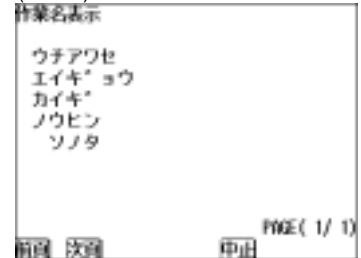 作業名表示
ウチアワセ
エイギョウ
カイギ
ノウヒン
ソノタ
PAGE( 1/ 1)
前頁 次頁 中止